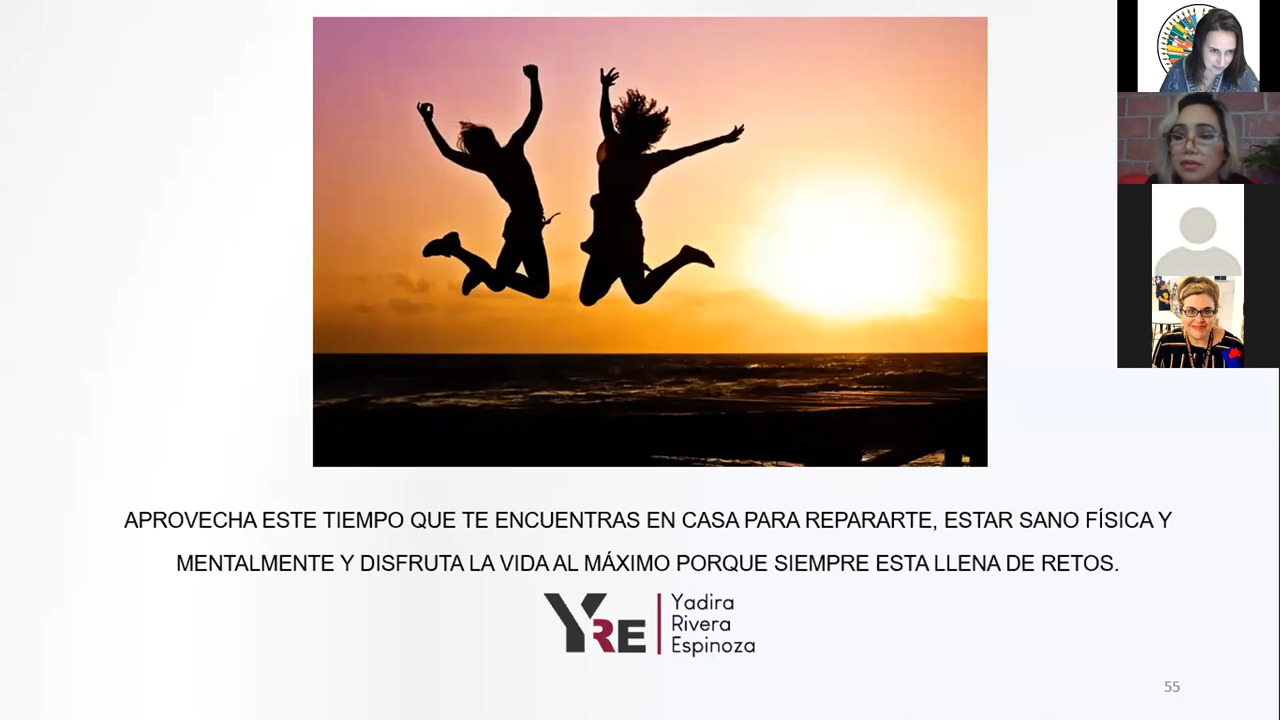 APROVECHA ESTE TIEMPO QUE TE ENCUENTRAS EN CASA PARA REPARARTE, ESTAR SANO FÍSICA Y
MENTALMENTE Y DISFRUTA LA VIDA AL MÁXIMO PORQUE SIEMPRE ESTA LLENA DE RETOS.
YRE
Yadira
Rivera
Espinoza
55